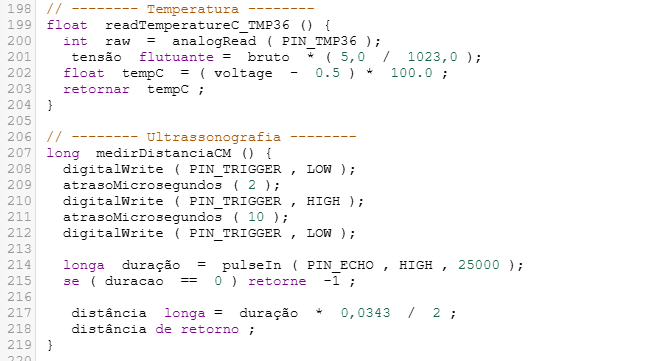 198 // -------- Temperatura --------
199 float readTemperatureC_TMP36 () {
200 int raw = analogRead ( PIN_TMP36 );
201 tensão flutuante = bruto * ( 5,0 / 1023,0 );
202 float tempC = ( voltage - 0.5 ) * 100.0 ;
203 retornar tempC ;
204 }
205
206 // -------- Ultrassonografia --------
207 long medirDistanciaCM () {
208 digitalWrite ( PIN_TRIGGER , LOW );
209 atrasoMicrosegundos ( 2 );
210 digitalWrite ( PIN_TRIGGER , HIGH );
211 atrasoMicrosegundos ( 10 );
212 digitalWrite ( PIN_TRIGGER , LOW );
213
214 longa duração = pulseIn ( PIN_ECHO , HIGH , 25000 );
215 se ( duracao == 0 ) retorne -1 ;
216
217 distância longa = duração * 0,0343 / 2 ;
218 distância de retorno ;
219 }